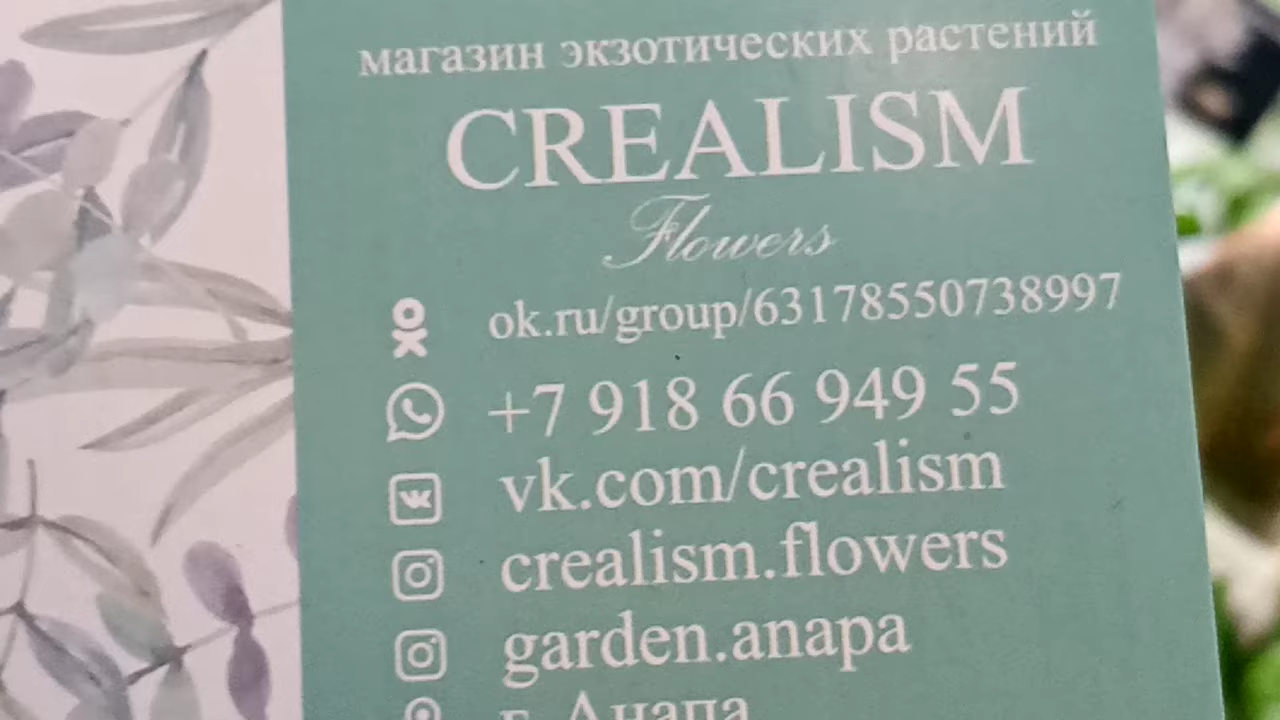 магазин экзотических растений
CREALISM
Flowers
ok.ru/group/63178550738997
+7 918 66 949 55
vk.com/crealism
crealism.flowers
garden.anapa
г. Анапа